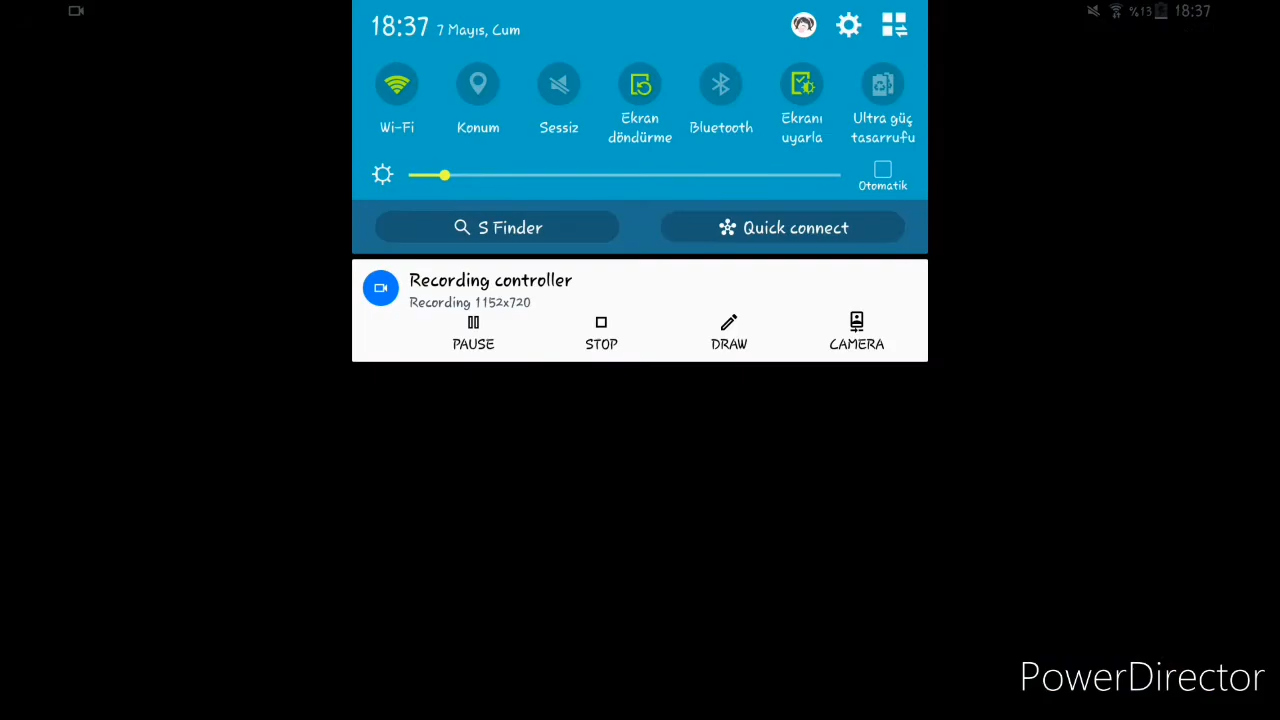 %13 18:37
18:37 7 Mayıs, Cum
Wi-Fi
Konum
Sessiz
Ekran
döndürme
Bluetooth
Ekranı
uyarla
Ultra güç
tasarrufu
Otomatik
S Finder
Quick connect
Recording controller
Recording 1152x720
PAUSE
STOP
DRAW
CAMERA
PowerDirector